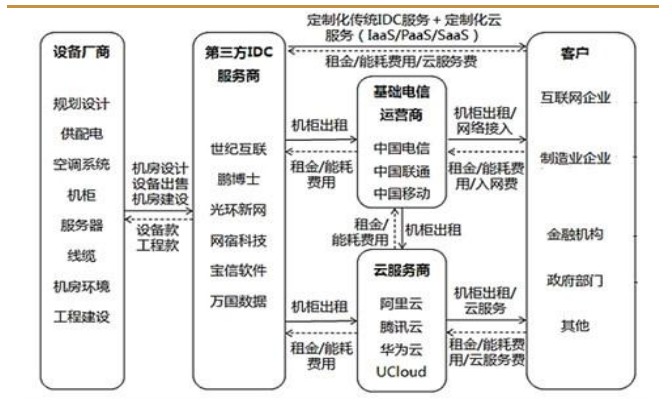 定制化传统IDC服务 + 定制化云
服务（IaaS/PaaS/SaaS）
租金/能耗费用/云服务费
设备厂商
规划设计
供配电
空调系统
机柜
服务器
线缆
机房环境
工程建设
机房设计
设备出售
机房建设
设备款
工程款
第三方IDC
服务商
世纪互联
鹏博士
光环新网
网宿科技
宝信软件
万国数据
机柜出租
租金/能耗
费用
机柜出租
租金/能耗
费用
基础电信
运营商
中国电信
中国联通
中国移动
租金/
能耗费用
机柜出租
云服务商
阿里云
腾讯云
华为云
UCloud
机柜出租/
网络接入
租金/能耗费
用/入网费
机柜出租/
云服务
租金/能耗费
用/云服务费
客户
互联网企业
制造业企业
金融机构
政府部门
其他